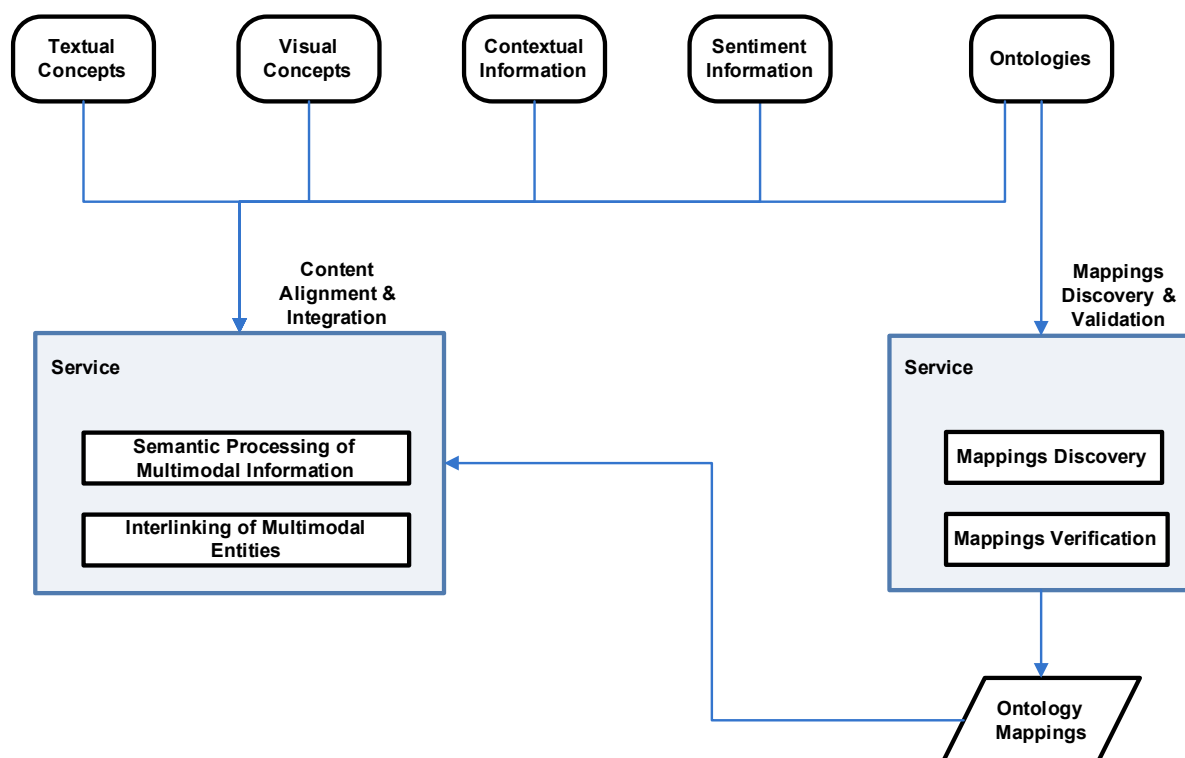 Textual
Concepts
Visual
Concepts
Contextual
Information
Sentiment
Information
Ontologies
Content
Alignment &
Integration
Mappings
Discovery &
Validation
Service
Semantic Processing of
Multimodal Information
Interlinking of Multimodal
Entities
Service
Mappings Discovery
Mappings Verification
Ontology
Mappings